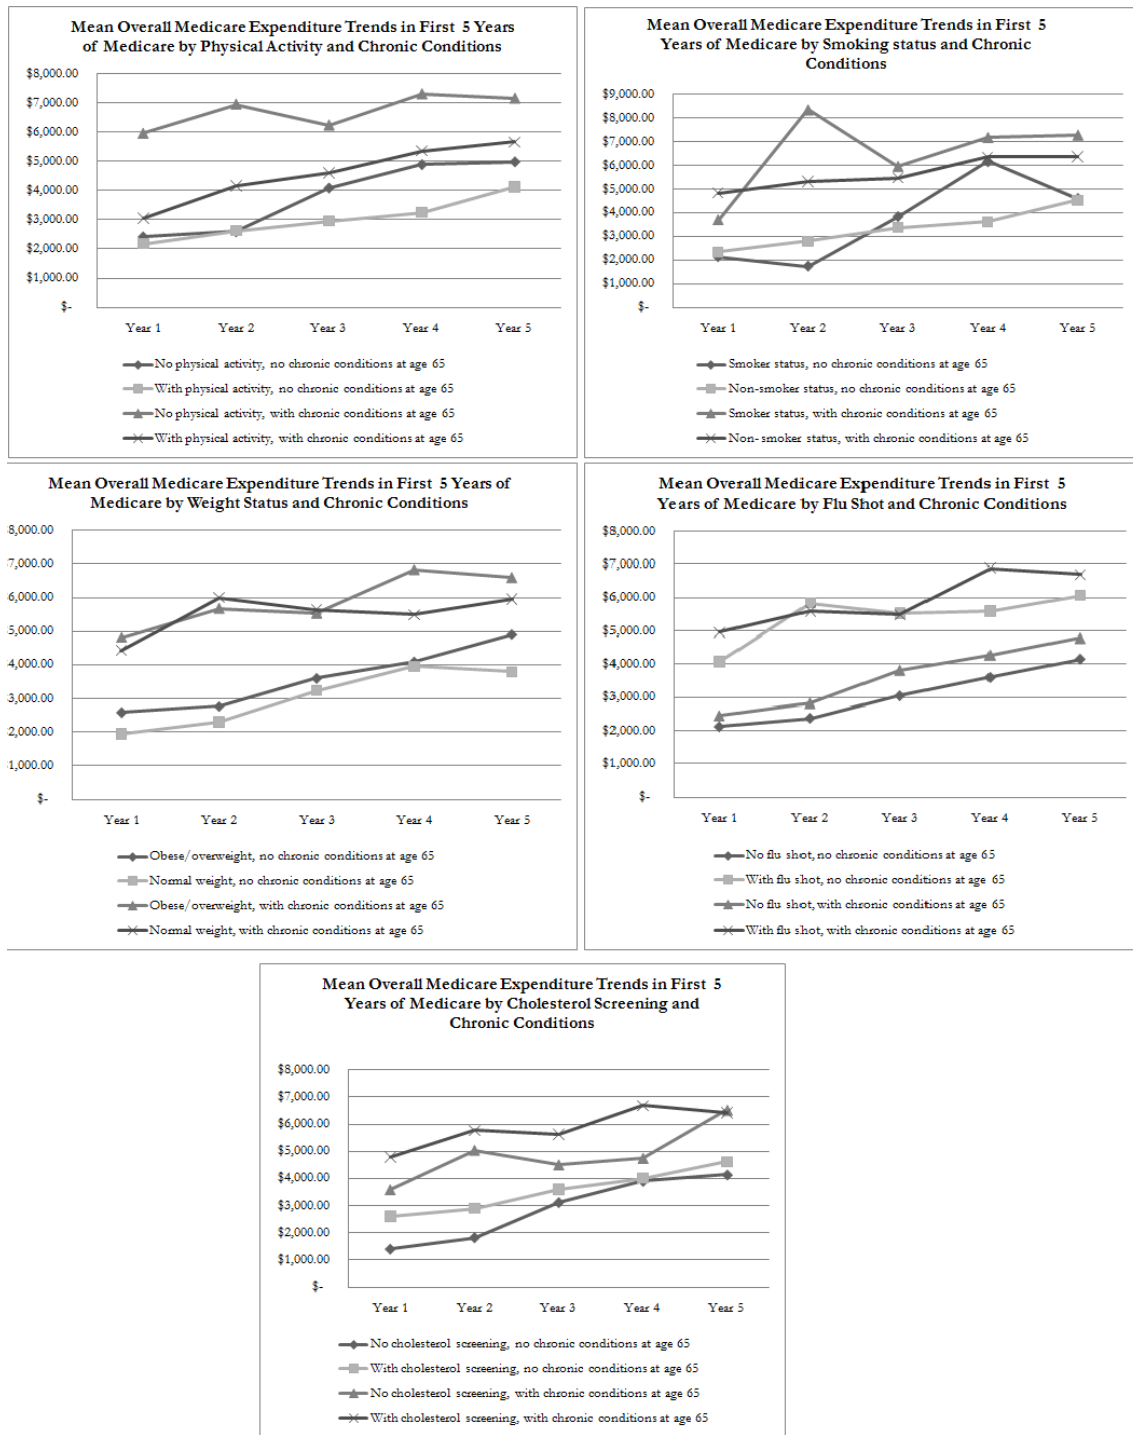 Mean Overall Medicare Expenditure Trends in First 5 Years
of Medicare by Physical Activity and Chronic Conditions
$8,000.00
$7,000.00
$6,000.00
$5,000.00
$4,000.00
$3,000.00
$2,000.00
$1,000.00
$-
Year 1 Year 2 Year 3 Year 4 Year 5
No physical activity, no chronic conditions at age 65
With physical activity, no chronic conditions at age 65
No physical activity, with chronic conditions at age 65
With physical activity, with chronic conditions at age 65
Mean Overall Medicare Expenditure Trends in First 5
Years of Medicare by Smoking status and Chronic
Conditions
$9,000.00
$8,000.00
$7,000.00
$6,000.00
$5,000.00
$4,000.00
$3,000.00
$2,000.00
$1,000.00
$-
Year 1 Year 2 Year 3 Year 4 Year 5
Smoker status, no chronic conditions at age 65
Non-smoker status, no chronic conditions at age 65
Smoker status, with chronic conditions at age 65
Non- smoker status, with chronic conditions at age 65
Mean Overall Medicare Expenditure Trends in First 5 Years of
Medicare by Weight Status and Chronic Conditions
8,000.00
7,000.00
6,000.00
5,000.00
4,000.00
3,000.00
2,000.00
1,000.00
$-
Year 1 Year 2 Year 3 Year 4 Year 5
Obese/overweight, no chronic conditions at age 65
Normal weight, no chronic conditions at age 65
Obese/overweight, with chronic conditions at age 65
Normal weight, with chronic conditions at age 65
Mean Overall Medicare Expenditure Trends in First 5
Years of Medicare by Flu Shot and Chronic Conditions
$8,000.00
$7,000.00
$6,000.00
$5,000.00
$4,000.00
$3,000.00
$2,000.00
$1,000.00
$-
Year 1 Year 2 Year 3 Year 4 Year 5
No flu shot, no chronic conditions at age 65
With flu shot, no chronic conditions at age 65
No flu shot, with chronic conditions at age 65
With flu shot, with chronic conditions at age 65
Mean Overall Medicare Expenditure Trends in First 5
Years of Medicare by Cholesterol Screening and
Chronic Conditions
$8,000.00
$7,000.00
$6,000.00
$5,000.00
$4,000.00
$3,000.00
$2,000.00
$1,000.00
$-
Year 1 Year 2 Year 3 Year 4 Year 5
No cholesterol screening, no chronic conditions at age 65
With cholesterol screening, no chronic conditions at age 65
No cholesterol screening, with chronic conditions at age 65
With cholesterol screening, with chronic conditions at age 65